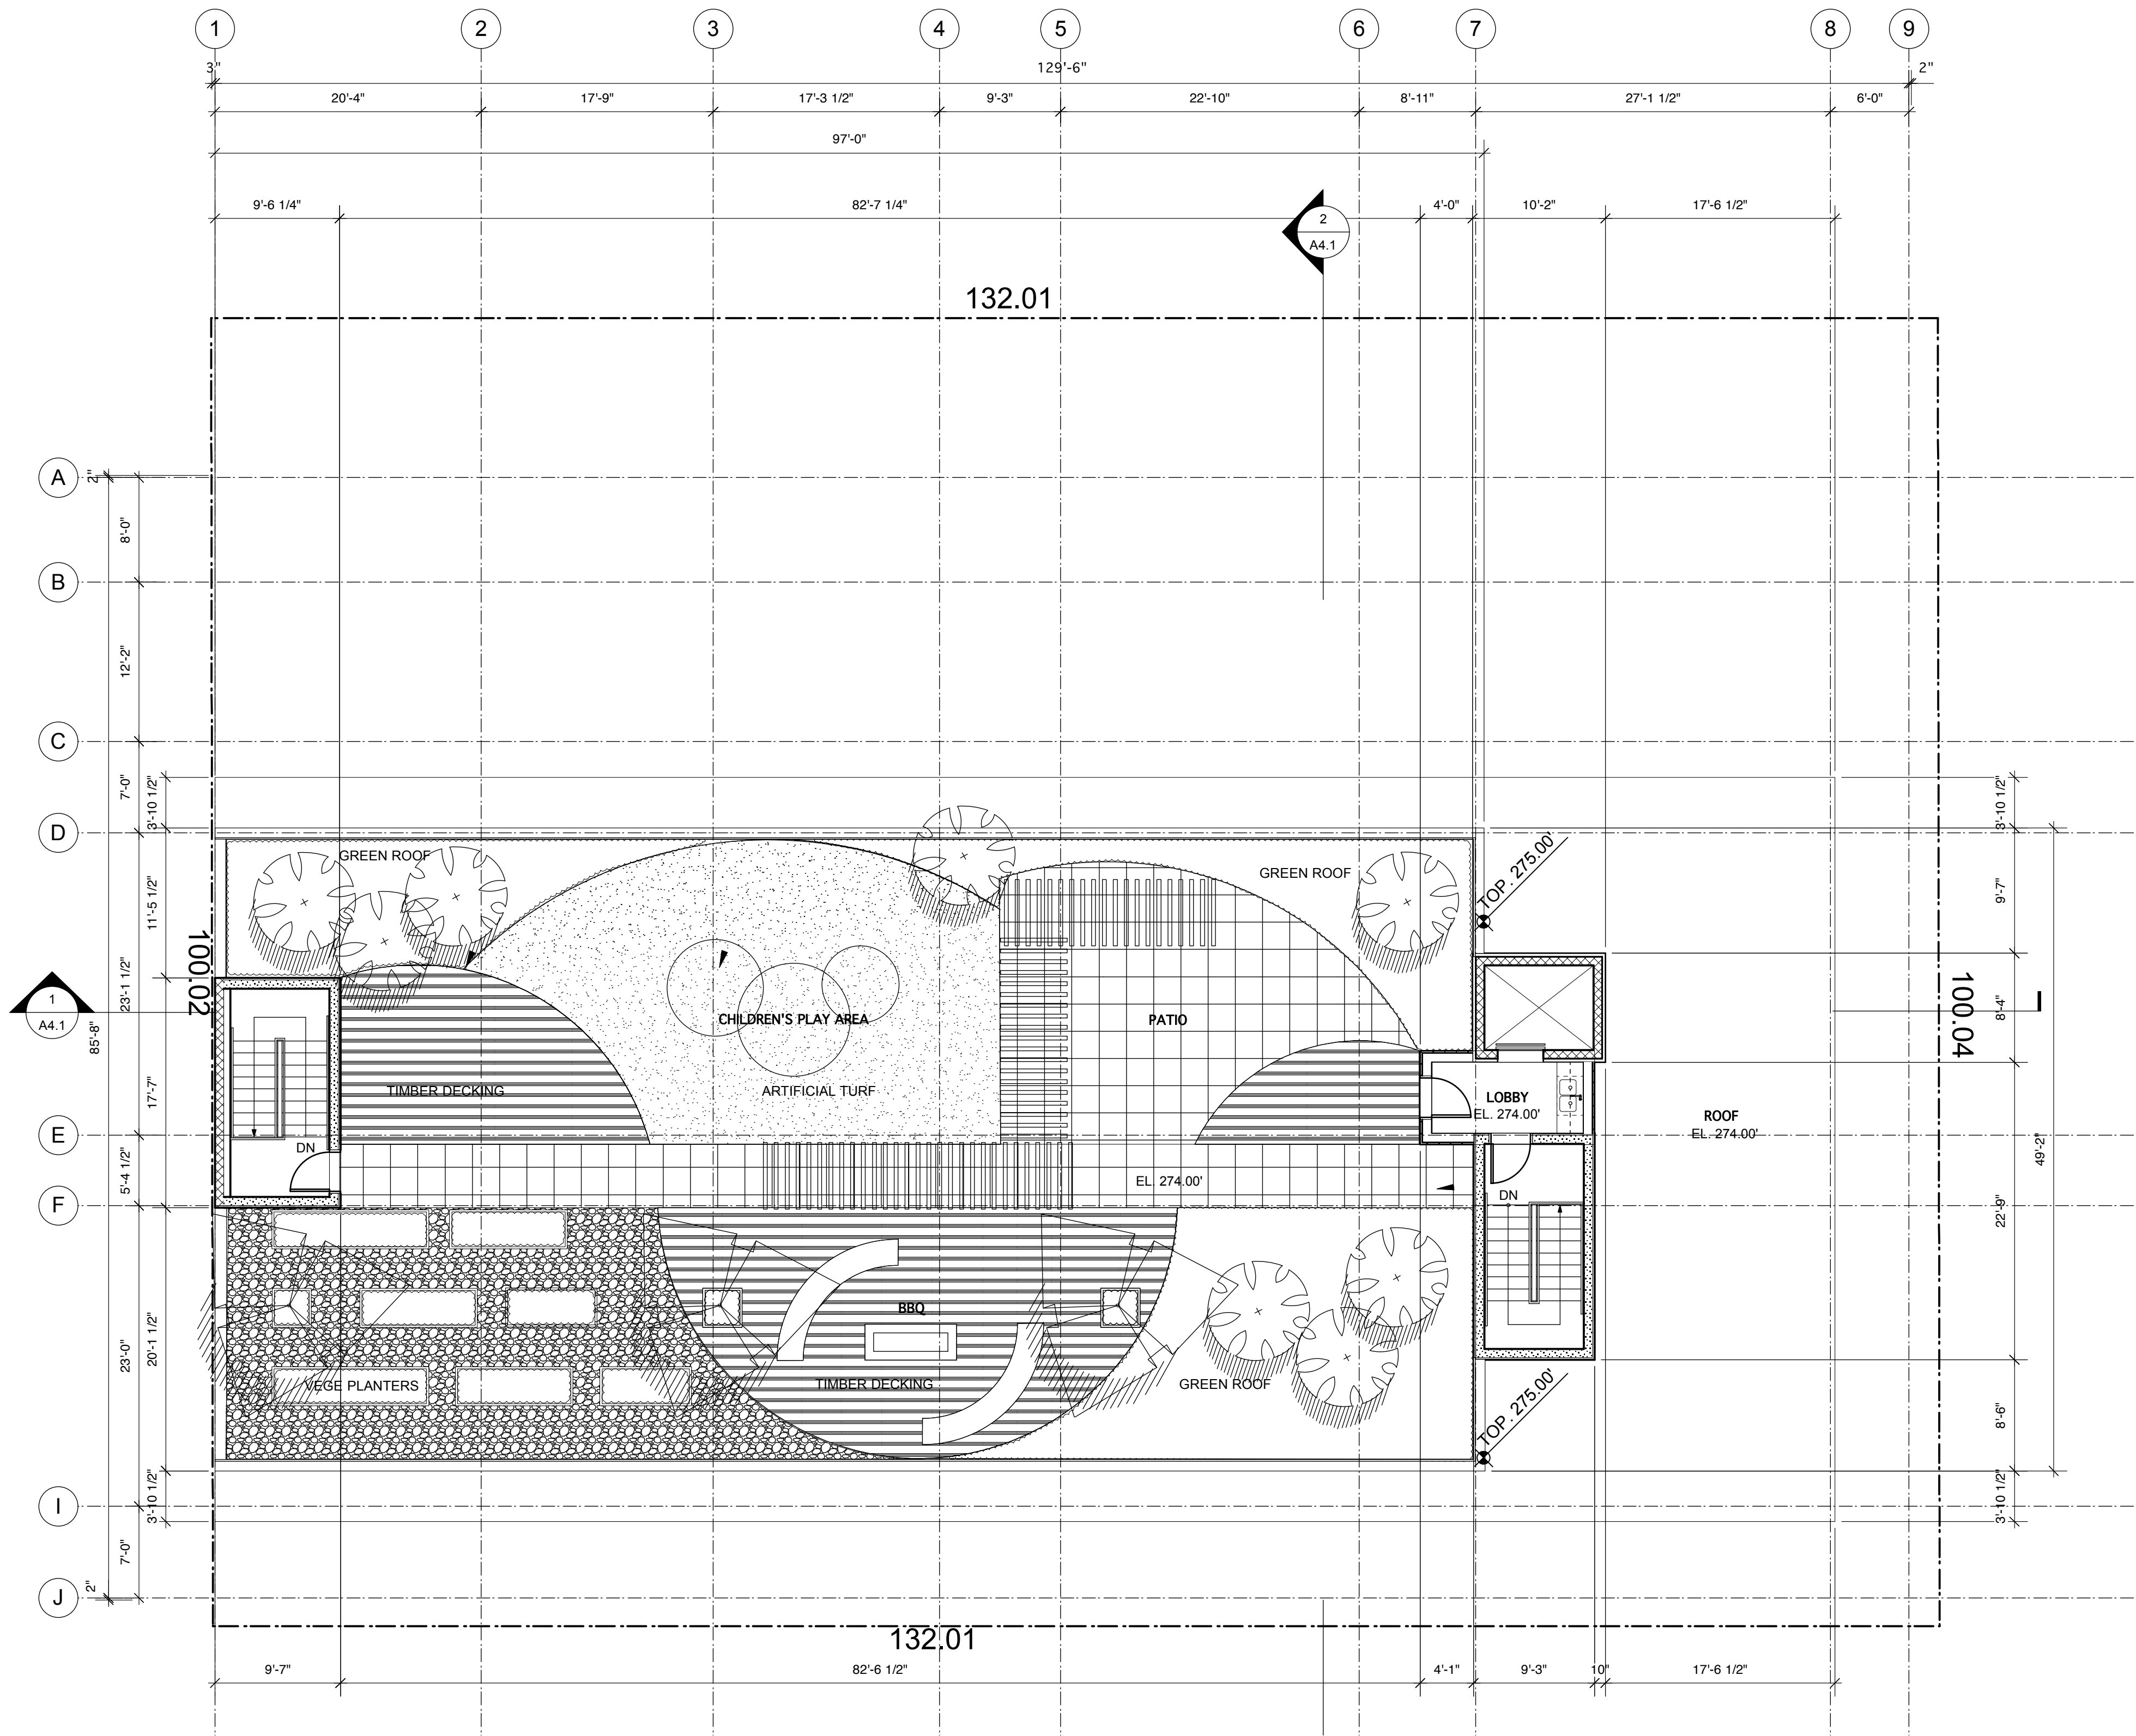 1 2 3 4 5 6 7 8 9
3" 129'-6" 2"
20'-4" 17'-9" 17'-3 1/2" 9'-3" 22'-10" 8'-11" 27'-1 1/2" 6'-0"
97'-0"
9'-6 1/4" 82'-7 1/4" 4'-0" 10'-2" 17'-6 1/2"
2
A4.1
132.01
A
2"
8'-0"
B
12'-2"
C
7'-0"
3'-10 1/2"
3'-10 1/2"
D
GREEN ROOF
GREEN ROOF
TOP . 275.00'
11'-5 1/2"
9'-7"
100.02
23'-1 1/2"
1
A4.1
85'-8"
8'-4"
100.04
CHILDREN'S PLAY AREA
PATIO
TIMBER DECKING
ARTIFICIAL TURF
17'-7"
LOBBY
EL. 274.00'
ROOF
EL. 274.00'
E
DN
49'-2"
5'-4 1/2"
EL. 274.00'
DN
F
22'-9"
BBQ
23'-0"
20'-1 1/2"
VEGE PLANTERS
TIMBER DECKING
GREEN ROOF
TOP . 275.00'
8'-6"
3'-10 1/2"
3'-10 1/2"
I
7'-0"
2"
J
132.01
9'-7" 82'-6 1/2" 4'-1" 9'-3" 10" 17'-6 1/2"